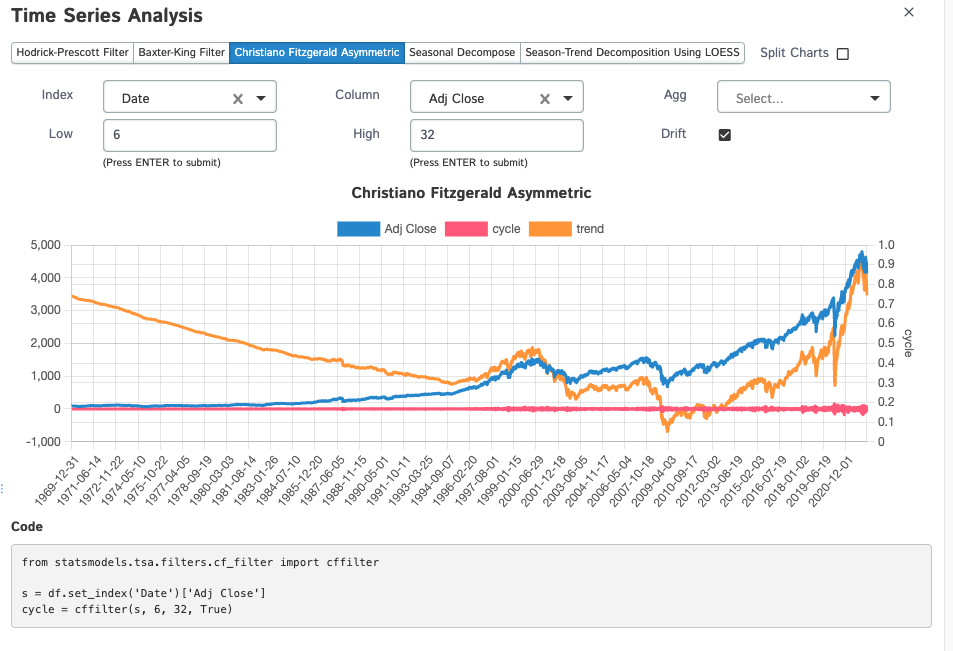 Time Series Analysis
Hodrick-Prescott Filter Baxter-King Filter Christiano Fitzgerald Asymmetric Seasonal Decompose Season-Trend Decomposition Using LOESS Split Charts
Index Date Column Adj Close Agg Select...
Low 6 High 32 Drift
(Press ENTER to submit) (Press ENTER to submit)
Christiano Fitzgerald Asymmetric
Adj Close cycle trend
5,000 1.0
0.9
4,000 0.8
3,000 0.7
0.6
2,000 0.5
0.4
1,000 0.3
0 0.2
0.1
-1,000 0
cycle
1969-12-31 1971-06-14 1972-11-22 1974-05-10 1975-10-22 1977-04-05 1978-09-19 1980-03-03 1981-08-14 1983-01-26 1984-07-10 1985-12-20 1987-06-05 1988-11-15 1990-05-01 1991-10-11 1993-03-25 1994-09-07 1996-02-20 1997-08-01 1999-01-15 2000-06-29 2001-12-18 2003-06-05 2004-11-17 2006-05-04 2007-10-18 2009-04-03 2010-09-17 2012-03-02 2013-08-19 2015-02-03 2016-07-19 2018-01-02 2019-06-19 2020-12-01
Code
from statsmodels.tsa.filters.cf_filter import cffilter
s = df.set_index('Date')['Adj Close']
cycle = cffilter(s, 6, 32, True)